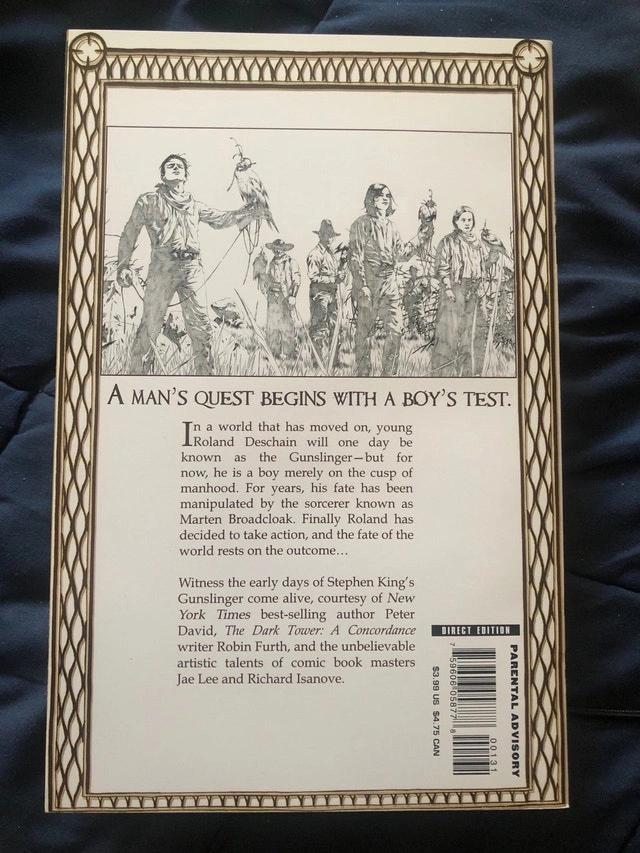 A MAN'S QUEST BEGINS WITH A BOY'S TEST.
In a world that has moved on, young
Roland Deschain will one day be
known as the Gunslinger—but for
now, he is a boy merely on the cusp of
manhood. For years, his fate has been
manipulated by the sorcerer known as
Marten Broadcloak. Finally Roland has
decided to take action, and the fate of the
world rests on the outcome…
Witness the early days of Stephen King's
Gunslinger come alive, courtesy of New
York Times best-selling author Peter
David, The Dark Tower: A Concordance
writer Robin Furth, and the unbelievable
artistic talents of comic book masters
Jae Lee and Richard Isanove.
DIRECT EDITION
PARENTAL ADVISORY
00131
7 59606 05877 8
$3.99 US $4.75 CAN